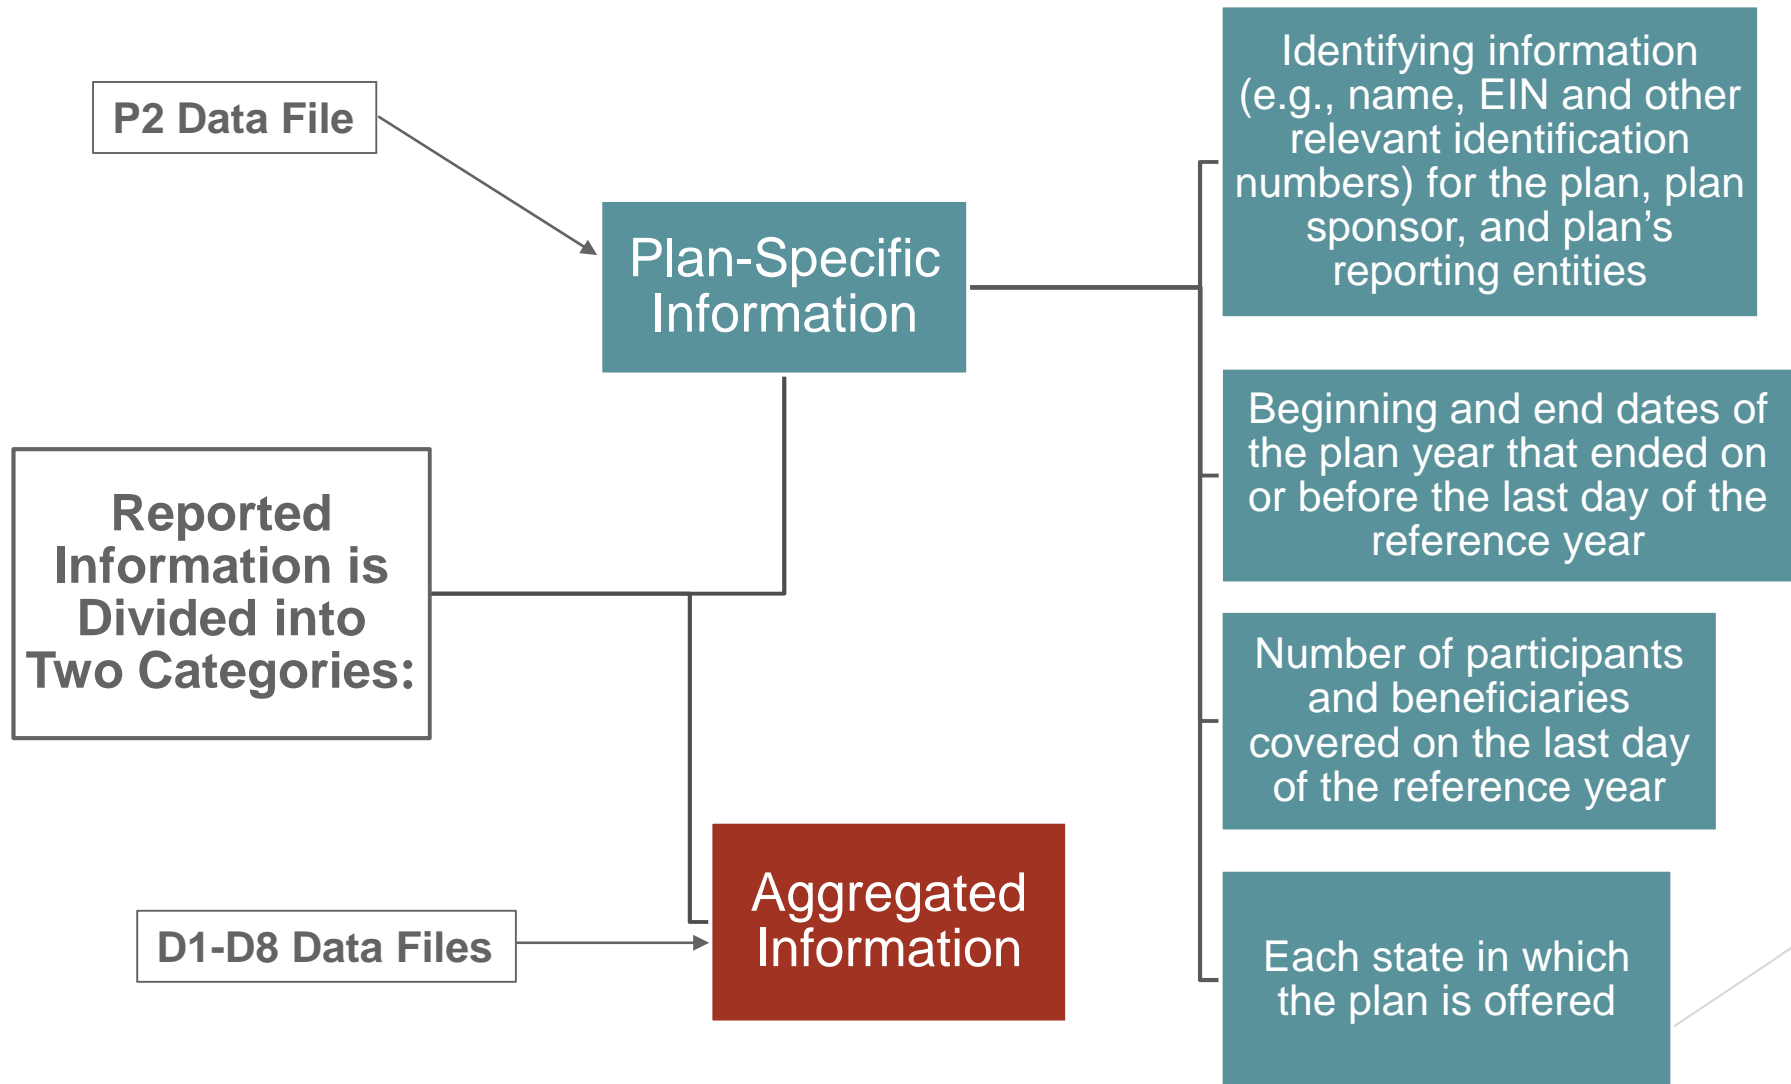 P2 Data File
Plan-Specific
Information
Reported
Information is
Divided into
Two Categories:
D1-D8 Data Files
Aggregated
Information
Identifying information
(e.g., name, EIN and other
relevant identification
numbers) for the plan, plan
sponsor, and plan’s
reporting entities
Beginning and end dates of
the plan year that ended on
or before the last day of the
reference year
Number of participants
and beneficiaries
covered on the last day
of the reference year
Each state in which
the plan is offered